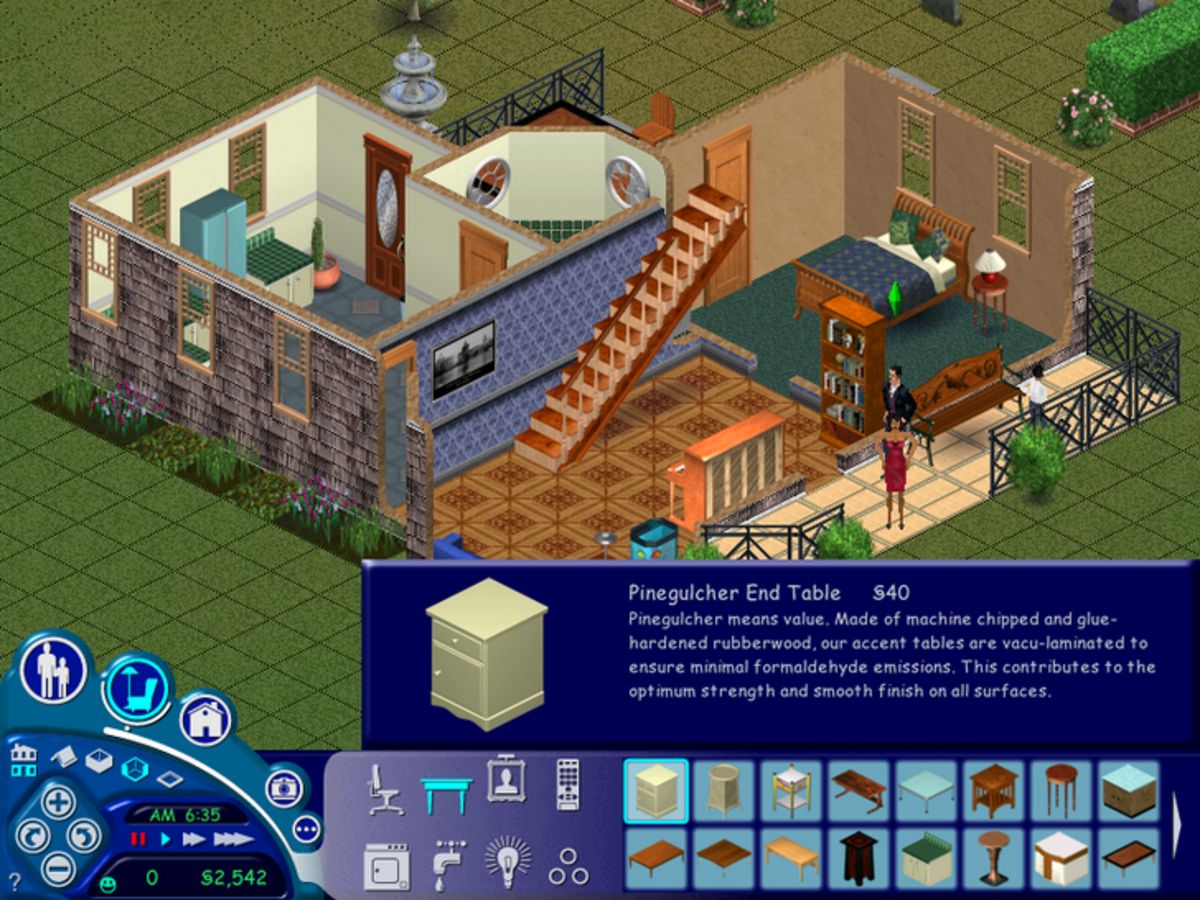 Pinegulcher End Table §40
Pinegulcher means value. Made of machine chipped and glue-
hardened rubberwood, our accent tables are vacu-laminated to
ensure minimal formaldehyde emissions. This contributes to the
optimum strength and smooth finish on all surfaces.
AM 6:35
0 §2,542
?